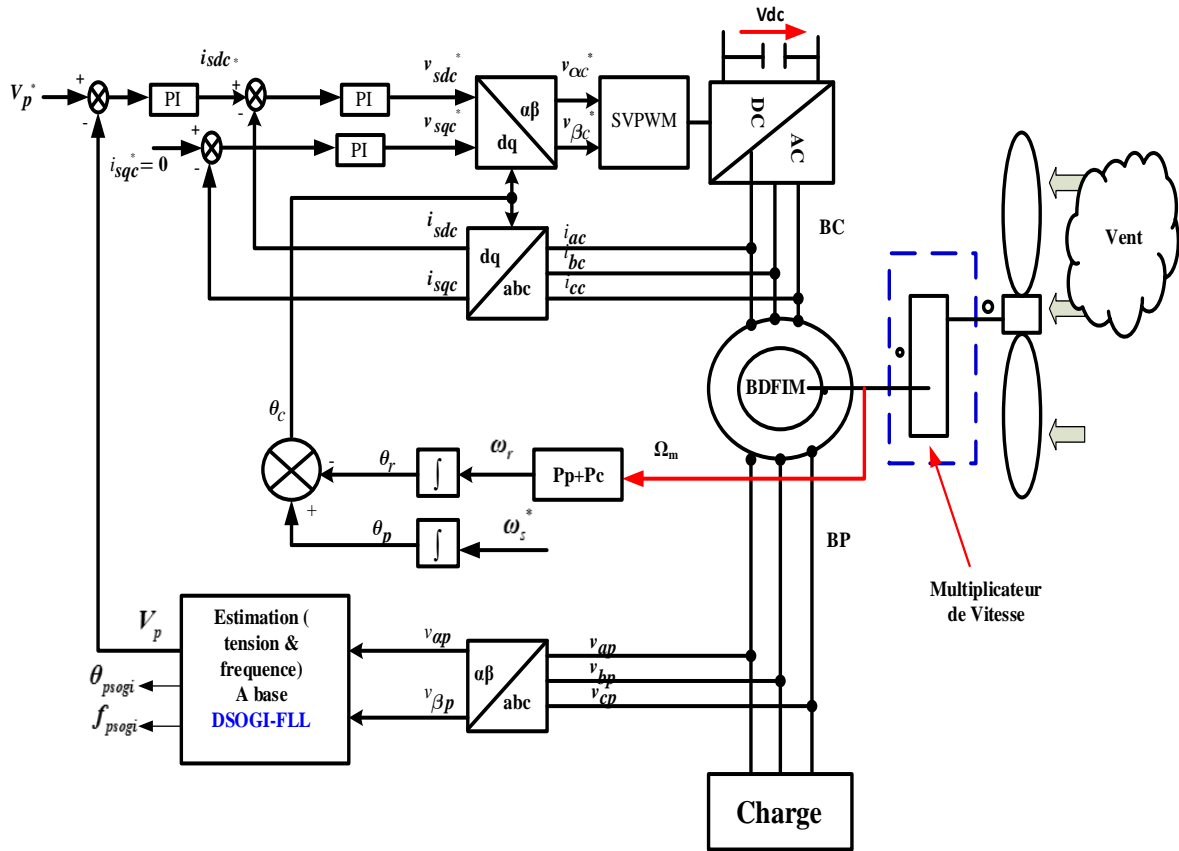 Vdc
i_sdc*
V_p*
+
-
PI
+
-
PI
v_sdc*
v_sqc*
αβ
dq
v_αc*
v_βc*
SVPWM
DC
AC
+
-
i_sqc* = 0
PI
i_sdc
i_sqc
dq
abc
i_ac
i_bc
i_cc
BC
Vent
BDFIM
θ_c
-
+
θ_r
∫
ω_r
Pp+Pc
Ω_m
θ_p
∫
ω_s*
BP
Multiplicateur
de Vitesse
V_p
θ_psogi
f_psogi
Estimation (
tension &
frequence)
A base
DSOGI-FLL
v_αp
v_βp
αβ
abc
v_ap
v_bp
v_cp
Charge